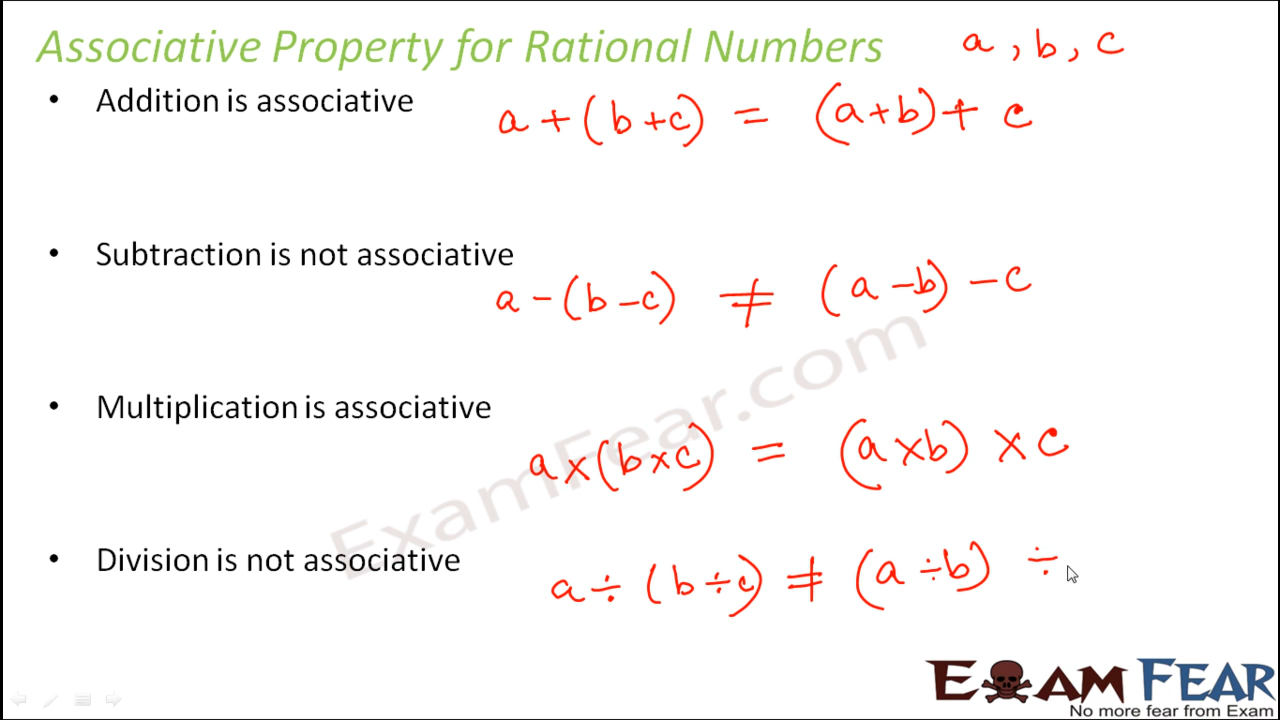 Associative Property for Rational Numbers a , b , c
• Addition is associative
a + ( b + c ) = ( a + b ) + c
• Subtraction is not associative
a - ( b - c ) ≠ ( a - b ) - c
• Multiplication is associative
a × ( b × c ) = ( a × b ) × c
• Division is not associative
a ÷ ( b ÷ c ) ≠ ( a ÷ b ) ÷
ExamFear.com
EXAM FEAR
No more fear from Exam